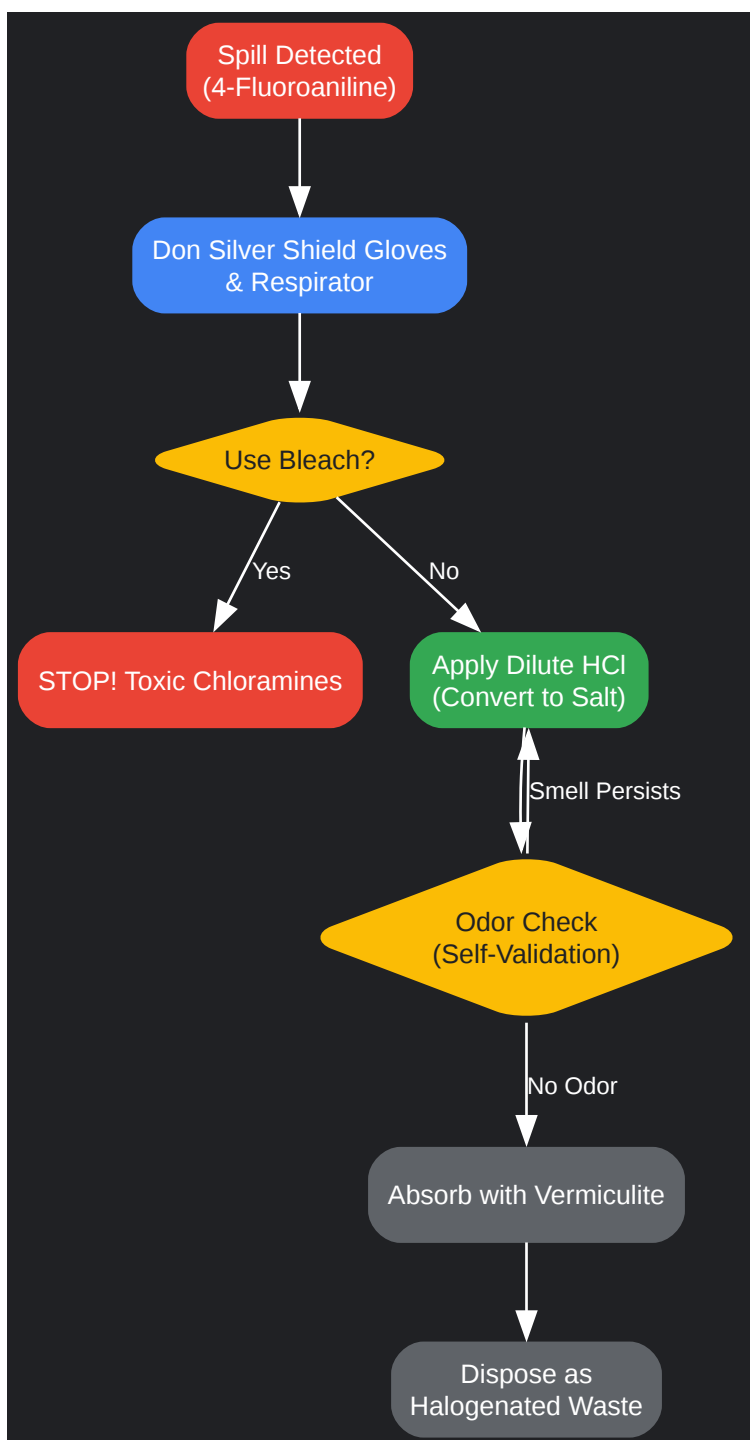 Spill Detected
(4-Fluoroaniline)
Don Silver Shield Gloves
& Respirator
Use Bleach?
Yes
No
STOP! Toxic Chloramines
Apply Dilute HCl
(Convert to Salt)
Smell Persists
Odor Check
(Self-Validation)
No Odor
Absorb with Vermiculite
Dispose as
Halogenated Waste